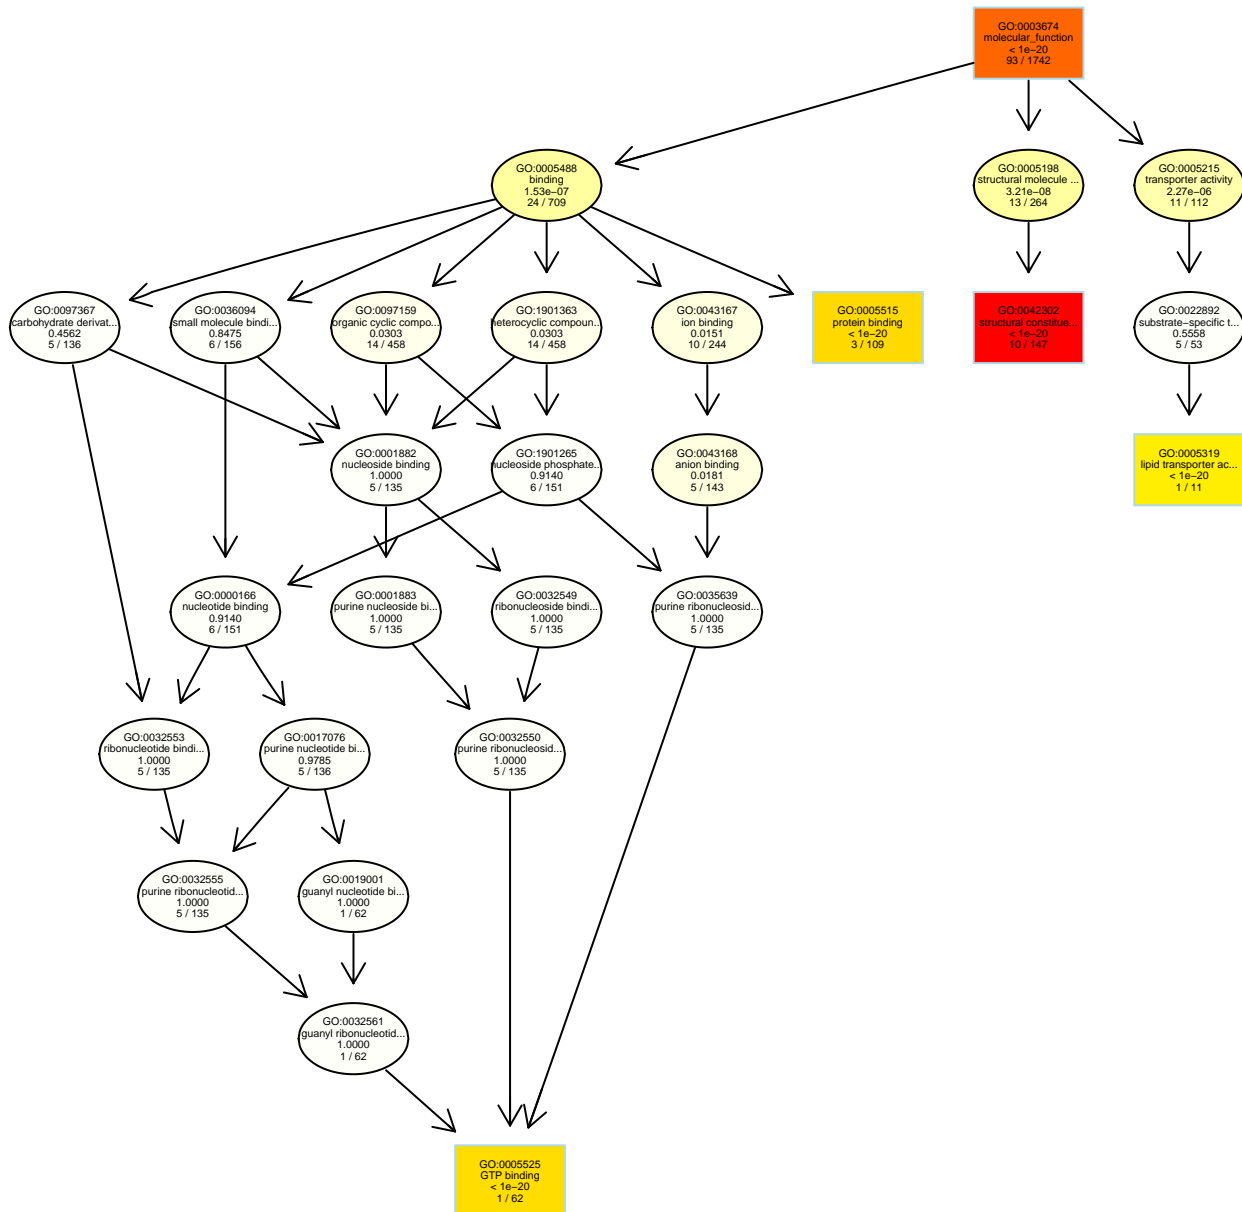 GO:0003674
molecular_function
< 1e−20
93 / 1742
GO:0005488
binding
1.53e−07
24 / 709
GO:0005198
structural molecule ...
3.21e−08
13 / 264
GO:0005215
transporter activity
2.27e−06
11 / 112
GO:0097367
carbohydrate derivat...
0.4562
5 / 136
GO:0036094
small molecule bindi...
0.8475
6 / 156
GO:0097159
organic cyclic compo...
0.0303
14 / 458
GO:1901363
heterocyclic compoun...
0.0303
14 / 458
GO:0043167
ion binding
0.0151
10 / 244
GO:0005515
protein binding
< 1e−20
3 / 109
GO:0042302
structural constitue...
< 1e−20
10 / 147
GO:0022892
substrate−specific t...
0.5558
5 / 53
GO:0001882
nucleoside binding
1.0000
5 / 135
GO:1901265
nucleoside phosphate...
0.9140
6 / 151
GO:0043168
anion binding
0.0181
5 / 143
GO:0005319
lipid transporter ac...
< 1e−20
1 / 11
GO:0000166
nucleotide binding
0.9140
6 / 151
GO:0001883
purine nucleoside bi...
1.0000
5 / 135
GO:0032549
ribonucleoside bindi...
1.0000
5 / 135
GO:0035639
purine ribonucleosid...
1.0000
5 / 135
GO:0032553
ribonucleotide bindi...
1.0000
5 / 135
GO:0017076
purine nucleotide bi...
0.9785
5 / 136
GO:0032550
purine ribonucleosid...
1.0000
5 / 135
GO:0032555
purine ribonucleotid...
1.0000
5 / 135
GO:0019001
guanyl nucleotide bi...
1.0000
1 / 62
GO:0032561
guanyl ribonucleotid...
1.0000
1 / 62
GO:0005525
GTP binding
< 1e−20
1 / 62